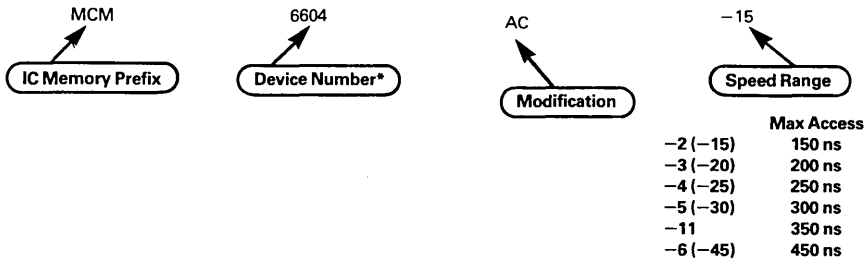 MCM 6604 AC −15
IC Memory Prefix Device Number* Modification Speed Range
Max Access
−2 (−15) 150 ns
−3 (−20) 200 ns
−4 (−25) 250 ns
−5 (−30) 300 ns
−11 350 ns
−6 (−45) 450 ns